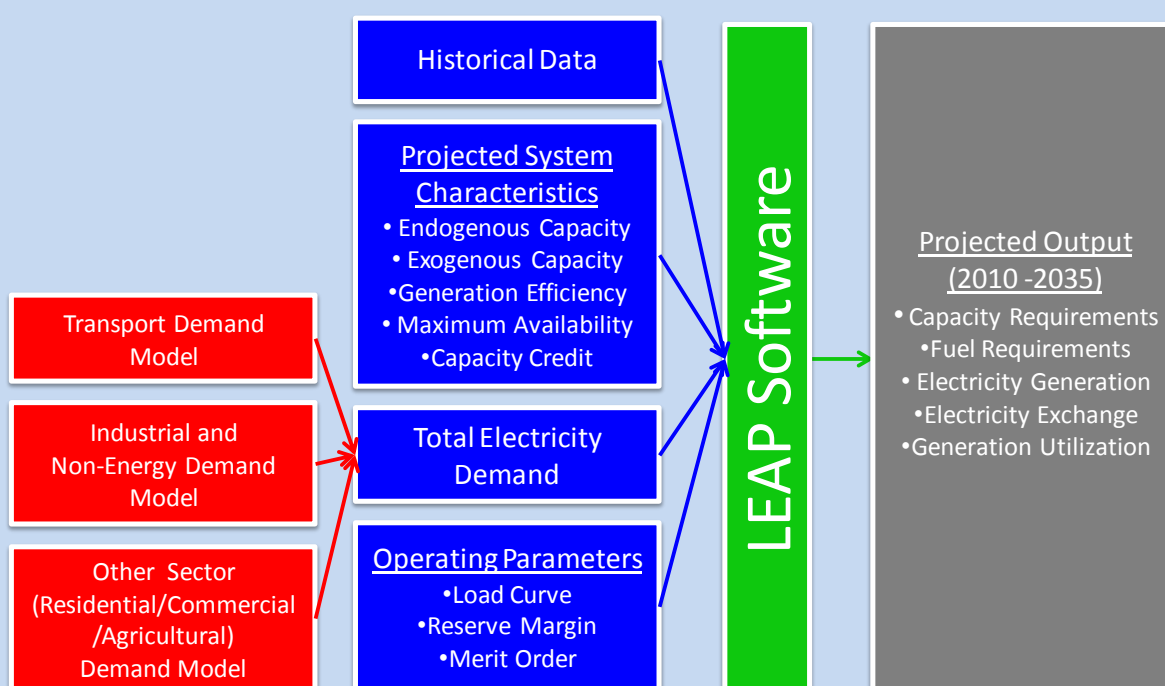 Historical Data
Projected System
Characteristics
• Endogenous Capacity
• Exogenous Capacity
•Generation Efficiency
• Maximum Availability
•Capacity Credit
Transport Demand
Model
Industrial and
Non-Energy Demand
Model
Other Sector
(Residential/Commercial
/Agricultural)
Demand Model
Total Electricity
Demand
Operating Parameters
•Load Curve
•Reserve Margin
•Merit Order
LEAP Software
Projected Output
(2010 -2035)
• Capacity Requirements
•Fuel Requirements
• Electricity Generation
•Electricity Exchange
•Generation Utilization